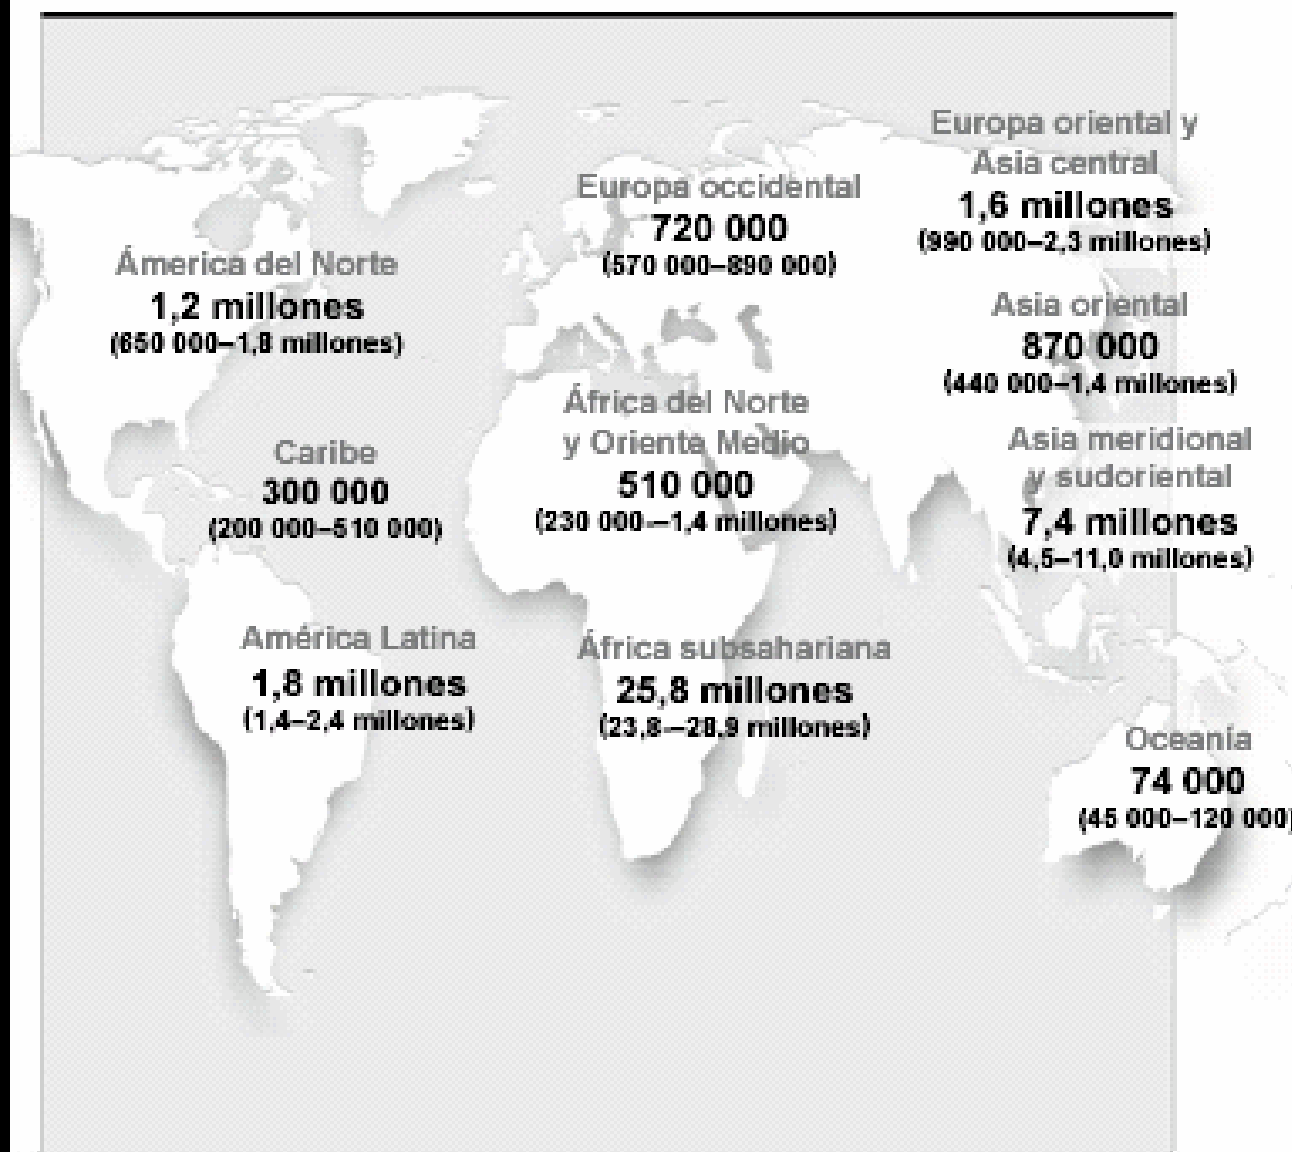 Europa oriental y
Asia central
1,6 millones
(990 000–2,3 millones)
Europa occidental
720 000
(570 000–890 000)
Ámerica del Norte
1,2 millones
(650 000–1,8 millones)
Asia oriental
870 000
(440 000–1,4 millones)
África del Norte
y Oriente Medio
510 000
(230 000–1,4 millones)
Caribe
300 000
(200 000–510 000)
Asia meridional
y sudoriental
7,4 millones
(4,5–11,0 millones)
América Latina
1,8 millones
(1,4–2,4 millones)
África subsahariana
25,8 millones
(23,8–28,9 millones)
Oceanía
74 000
(45 000–120 000)